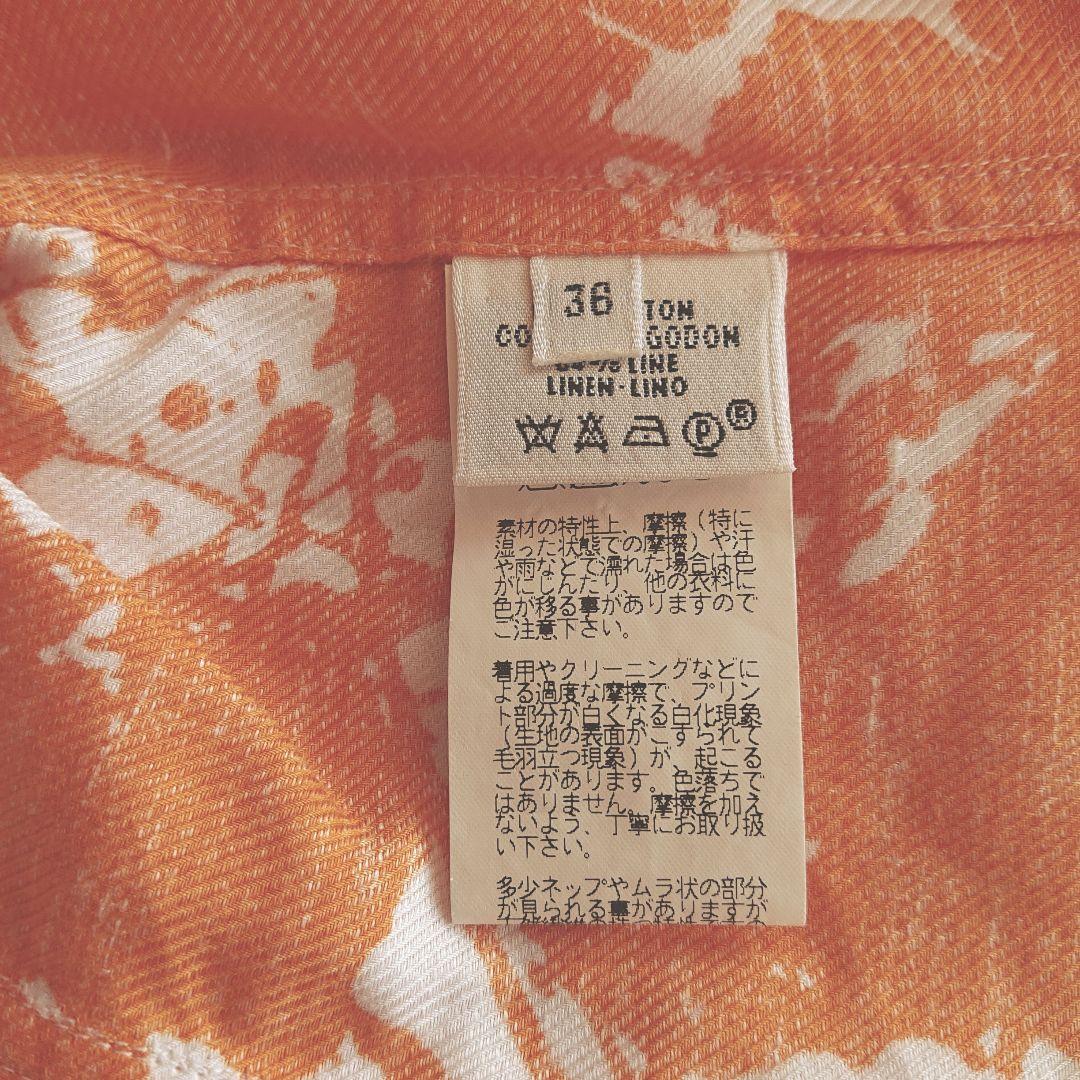 36
TON
CO GODON
LINE
LINEN-LINO
P R
素材の特性上、摩擦(特に
湿った状態での摩擦)や汗
や雨などで濡れた場合は色
がにじんたり、他の衣料に
色が移る事がありますので
ご注意下さい。
着用やクリーニングなどに
よる過度な摩擦で、プリン
ト部分が白くなる白化現象
(生地の表面がこすられて
毛羽立つ現象)が、起こる
ことがあります。色落ちで
はありません。摩擦を加え
ないよう、丁寧にお取り扱
い下さい。
多少ネップやムラ状の部分
が見られる事がありますが